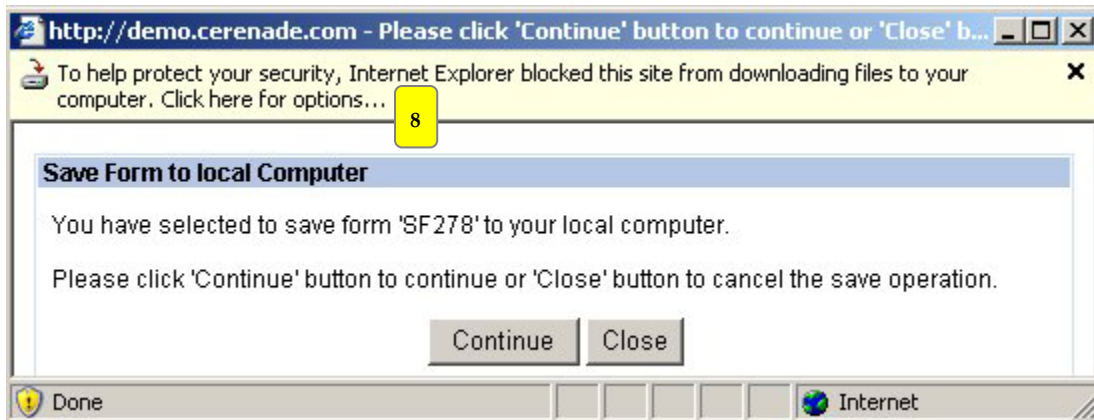 http://demo.cerenade.com - Please click 'Continue' button to continue or 'Close' b...
To help protect your security, Internet Explorer blocked this site from downloading files to your
computer. Click here for options...
8
Save Form to local Computer
You have selected to save form 'SF278' to your local computer.
Please click 'Continue' button to continue or 'Close' button to cancel the save operation.
Continue Close
Done Internet